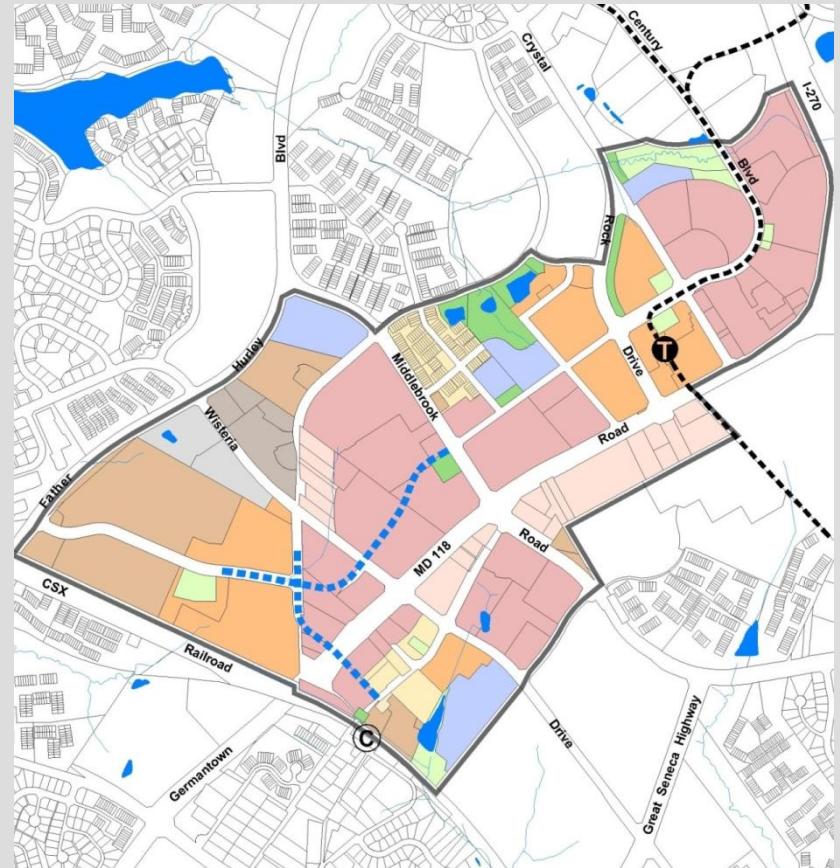 Century
Crystal
I-270
Blvd
Blvd
Rock
Hurley
Middlebrook
Drive
Wisteria
T
Road
Father
MD 118
Road
CSX
Railroad
C
Drive
Germantown
Great Seneca Highway